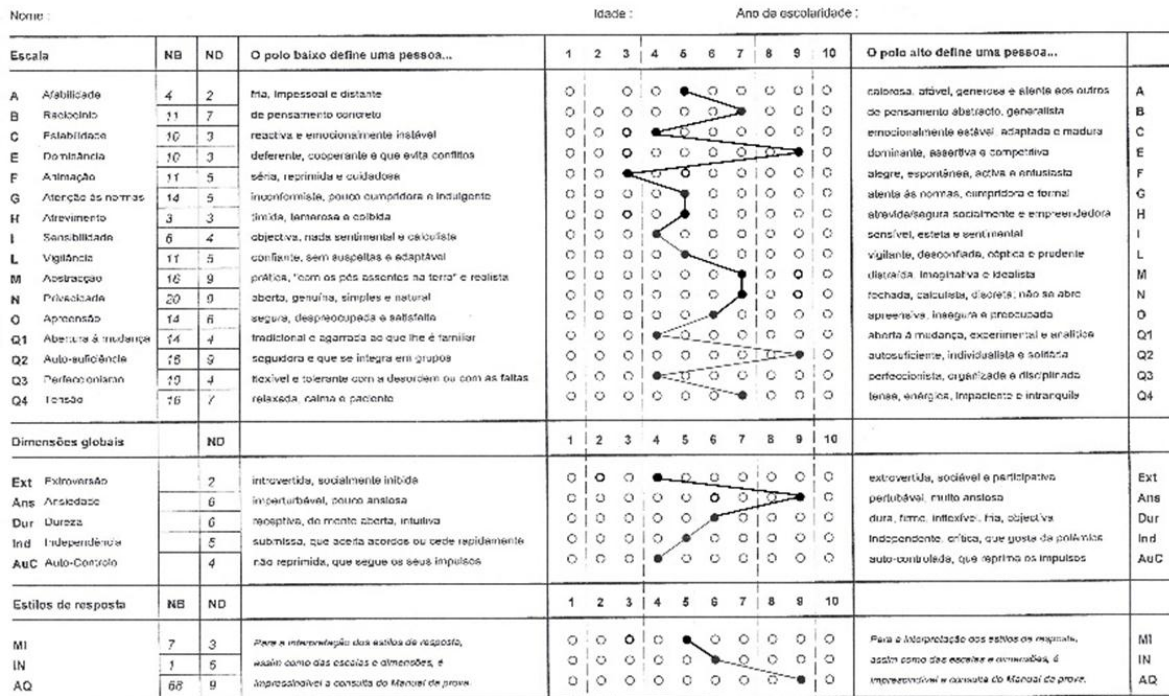 Nome : Idade : Ano de escolaridade :
Escala NB ND O polo baixo define uma pessoa... 1 2 3 4 5 6 7 8 9 10 O polo alto define uma pessoa...
A Afabilidade 4 2 fria, impessoal e distante calorosa, afável, generosa e atenta aos outros A
B Raciocínio 11 7 de pensamento concreto de pensamento abstracto, generalista B
C Estabilidade 10 3 reactiva e emocionalmente instável emocionalmente estável, adaptada e madura C
E Dominância 10 3 deferente, cooperante e que evita conflitos dominante, assertiva e competitiva E
F Animação 11 5 séria, reprimida e cuidadosa alegre, espontânea, activa e entusiasta F
G Atenção às normas 14 5 inconformista, pouco cumpridora e indulgente atenta às normas, cumpridora e formal G
H Atrevimento 3 3 tímida, temerosa e coibida atrevida/segura socialmente e empreendedora H
I Sensibilidade 6 4 objectiva, nada sentimental e calculista sensível, esteta e sentimental I
L Vigilância 11 5 confiante, sem suspeitas e adaptável vigilante, desconfiada, céptica e prudente L
M Abstracção 16 9 prática, "com os pés assentes na terra" e realista distraída, imaginativa e idealista M
N Privacidade 20 9 aberta, genuína, simples e natural fechada, calculista, discreta, não se abre N
O Apreensão 14 6 segura, despreocupada e satisfeita apreensiva, insegura e preocupada O
Q1 Abertura à mudança 14 4 tradicional e agarrada ao que lhe é familiar aberta à mudança, experimental e analítica Q1
Q2 Auto-suficiência 16 9 seguidora e que se integra em grupos autosuficiente, individualista e solitária Q2
Q3 Perfeccionismo 10 4 flexível e tolerante com a desordem ou com as faltas perfeccionista, organizada e disciplinada Q3
Q4 Tensão 16 7 relaxada, calma e paciente tensa, enérgica, impaciente e intranquila Q4
Dimensões globais ND 1 2 3 4 5 6 7 8 9 10
Ext Extroversão 2 introvertida, socialmente inibida extrovertida, sociável e participativa Ext
Ans Ansiedade 6 imperturbável, pouco ansiosa pertubável, muito ansiosa Ans
Dur Dureza 6 receptiva, de mente aberta, intuitiva dura, firme, inflexível, fria, objectiva Dur
Ind Independência 5 submissa, que aceita acordos ou cede rapidamente independente, crítica, que gosta da polémica Ind
AuC Auto-Controlo 4 não reprimida, que segue os seus impulsos auto-controlada, que reprime os impulsos AuC
Estilos de resposta NB ND 1 2 3 4 5 6 7 8 9 10
MI 7 3 Para a interpretação dos estilos de resposta, Para a interpretação dos estilos de resposta, MI
IN 1 6 assim como das escalas e dimensões, é assim como das escalas e dimensões, é IN
AQ 68 9 imprescindível a consulta do Manual da prova. imprescindível a consulta do Manual da prova. AQ